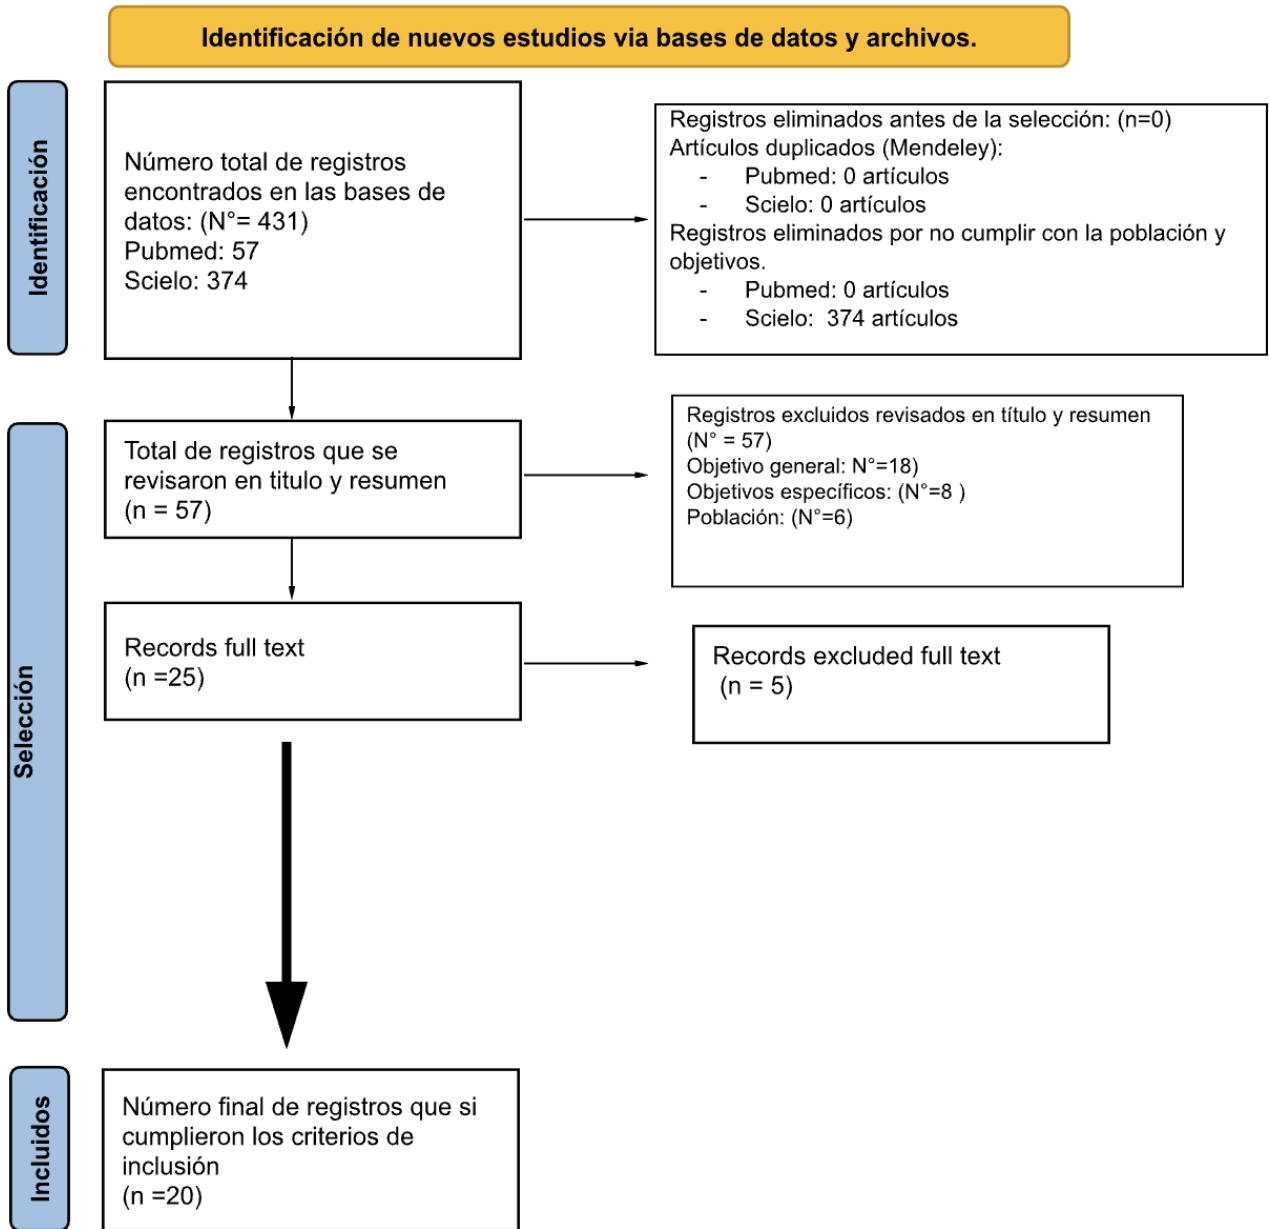 Identificación de nuevos estudios via bases de datos y archivos.
Identificación
Número total de registros
encontrados en las bases de
datos: (N°= 431)
Pubmed: 57
Scielo: 374
Registros eliminados antes de la selección: (n=0)
Artículos duplicados (Mendeley):
- Pubmed: 0 artículos
- Scielo: 0 artículos
Registros eliminados por no cumplir con la población y
objetivos.
- Pubmed: 0 artículos
- Scielo: 374 artículos
Selección
Total de registros que se
revisaron en titulo y resumen
(n = 57)
Registros excluidos revisados en título y resumen
(N° = 57)
Objetivo general: N°=18)
Objetivos específicos: (N°=8 )
Población: (N°=6)
Records full text
(n =25)
Records excluded full text
(n = 5)
Incluidos
Número final de registros que si
cumplieron los criterios de
inclusión
(n =20)